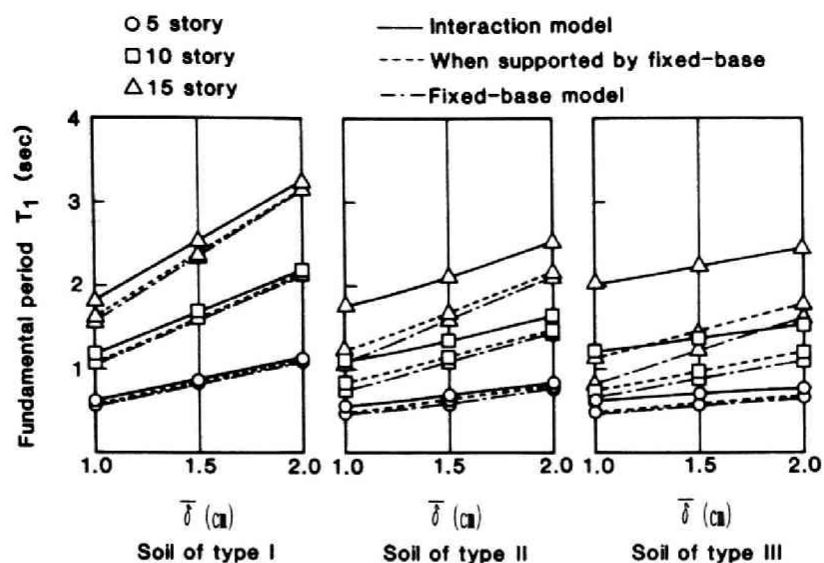 ○ 5 story
□ 10 story
△ 15 story
Interaction model
When supported by fixed-base
Fixed-base model
Fundamental period T₁ (sec)
4
3
2
1
1.0 1.5 2.0
1.0 1.5 2.0
1.0 1.5 2.0
δ̄ (cm)
δ̄ (cm)
δ̄ (cm)
Soil of type I
Soil of type II
Soil of type III